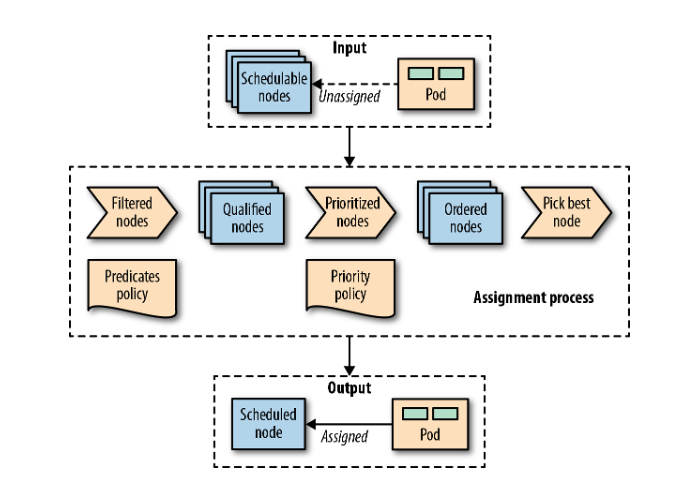 Input
Schedulable
nodes
Unassigned
Pod
Filtered
nodes
Qualified
nodes
Prioritized
nodes
Ordered
nodes
Pick best
node
Predicates
policy
Priority
policy
Assignment process
Output
Scheduled
node
Assigned
Pod